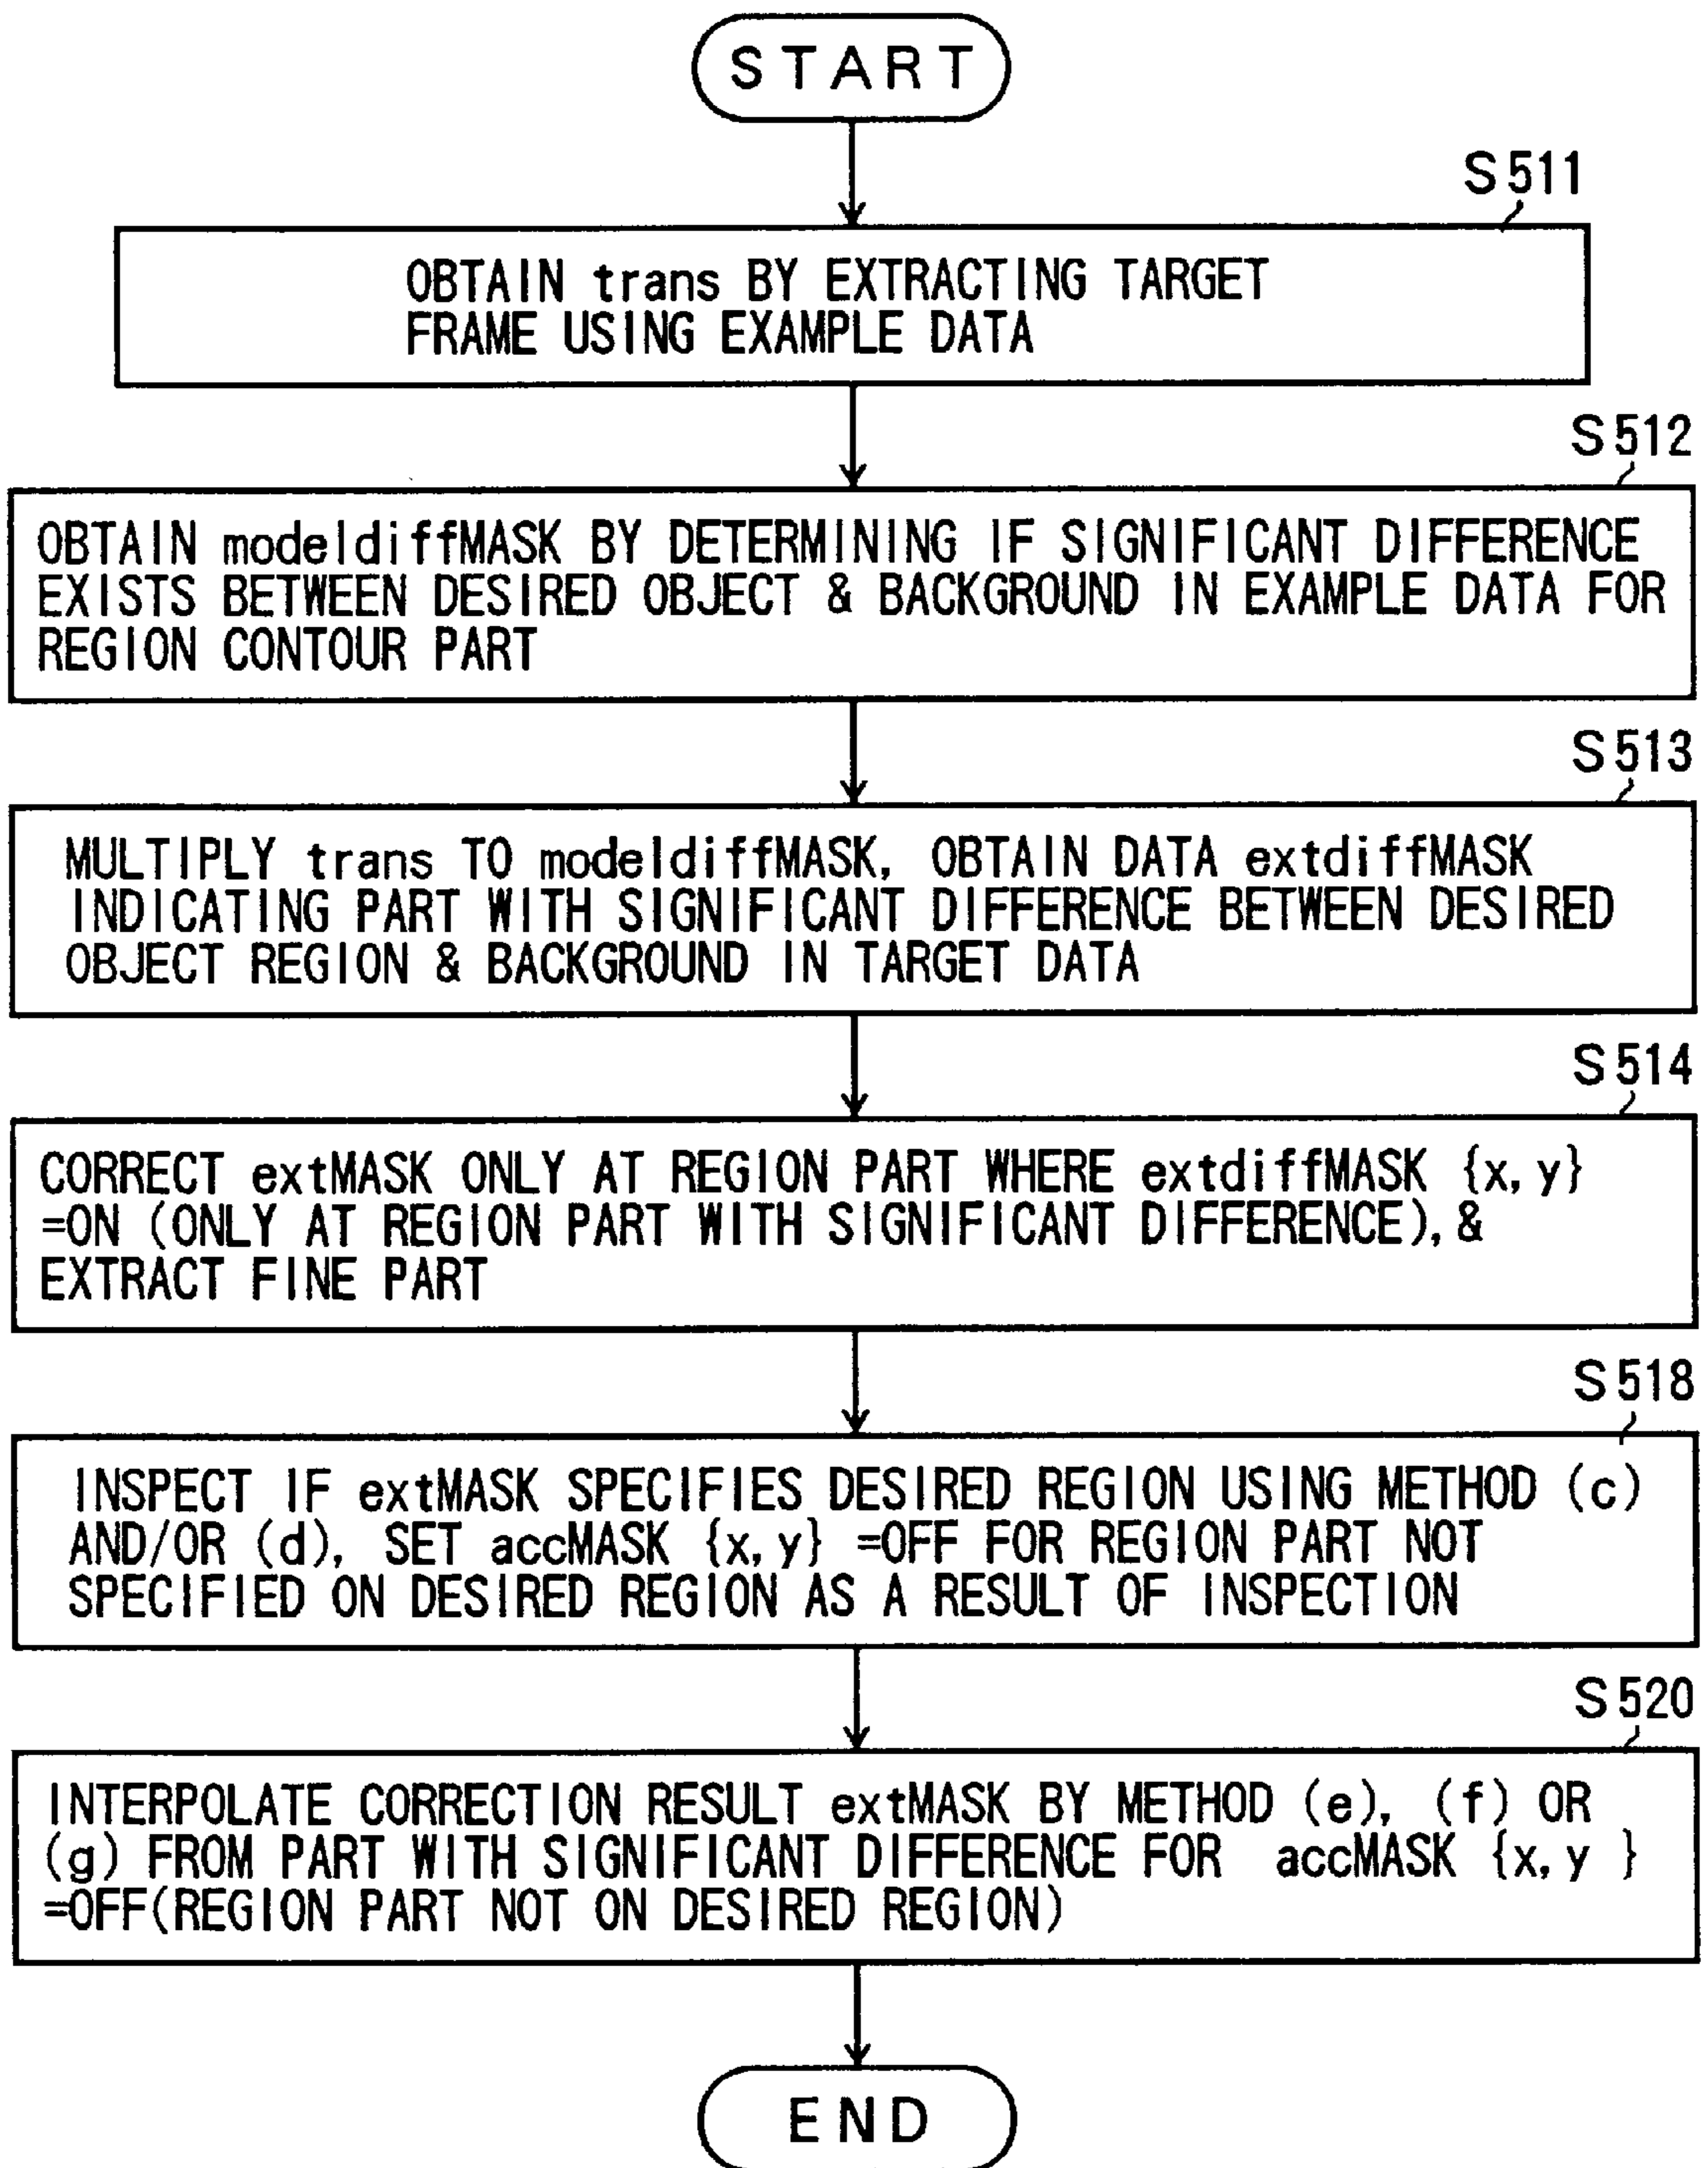 START
S511
OBTAIN trans BY EXTRACTING TARGET
FRAME USING EXAMPLE DATA
S512
OBTAIN modeldiffMASK BY DETERMINING IF SIGNIFICANT DIFFERENCE
EXISTS BETWEEN DESIRED OBJECT & BACKGROUND IN EXAMPLE DATA FOR
REGION CONTOUR PART
S513
MULTIPLY trans TO modeldiffMASK, OBTAIN DATA extdiffMASK
INDICATING PART WITH SIGNIFICANT DIFFERENCE BETWEEN DESIRED
OBJECT REGION & BACKGROUND IN TARGET DATA
S514
CORRECT extMASK ONLY AT REGION PART WHERE extdiffMASK {x, y}
=ON (ONLY AT REGION PART WITH SIGNIFICANT DIFFERENCE), &
EXTRACT FINE PART
S518
INSPECT IF extMASK SPECIFIES DESIRED REGION USING METHOD (c)
AND/OR (d), SET accMASK {x, y} =OFF FOR REGION PART NOT
SPECIFIED ON DESIRED REGION AS A RESULT OF INSPECTION
S520
INTERPOLATE CORRECTION RESULT extMASK BY METHOD (e), (f) OR
(g) FROM PART WITH SIGNIFICANT DIFFERENCE FOR accMASK {x, y }
=OFF(REGION PART NOT ON DESIRED REGION)
END